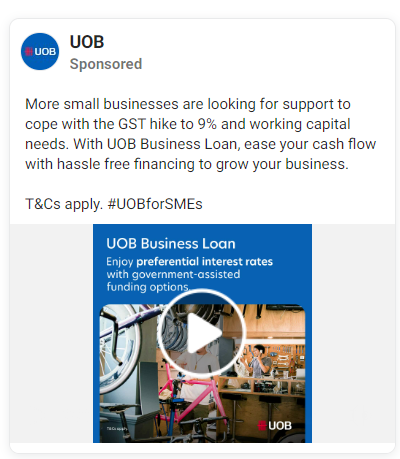 UOB
UOB
Sponsored
More small businesses are looking for support to
cope with the GST hike to 9% and working capital
needs. With UOB Business Loan, ease your cash flow
with hassle free financing to grow your business.
T&Cs apply. #UOBforSMEs
UOB Business Loan
Enjoy preferential interest rates
with government-assisted
funding options.
T&Cs apply.
UOB